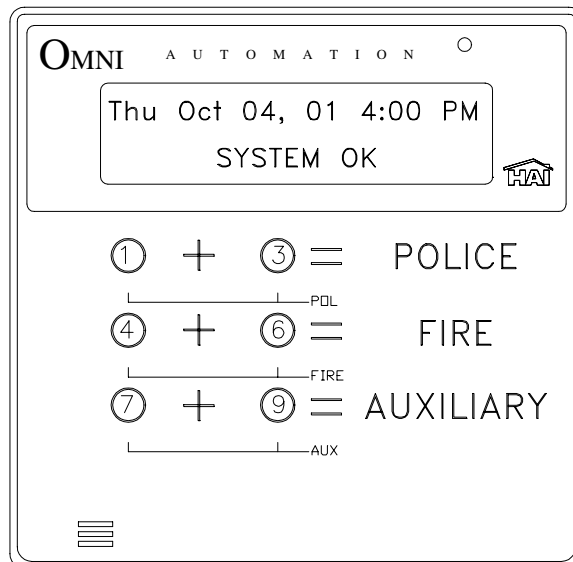 OMNI AUTOMATION
Thu Oct 04, 01 4:00 PM
SYSTEM OK
HAI
1 + 3 = POLICE
POL
4 + 6 = FIRE
FIRE
7 + 9 = AUXILIARY
AUX